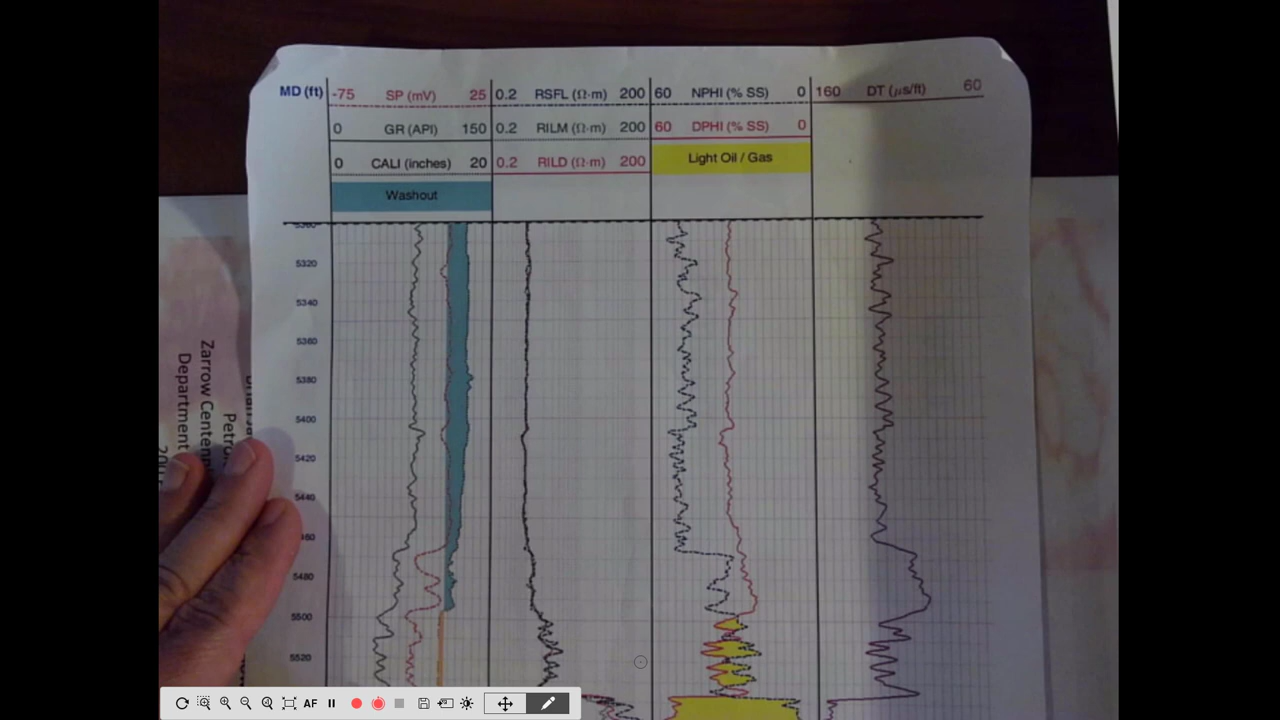 MD (ft) -75 SP (mV) 25 0.2 RSFL (Ω·m) 200 60 NPHI (% SS) 0 160 DT (μs/ft) 60
0 GR (API) 150 0.2 RILM (Ω·m) 200 60 DPHI (% SS) 0
0 CALI (inches) 20 0.2 RILD (Ω·m) 200 Light Oil / Gas
Washout
5320
5340
5360
5380
5400
5420
5440
5480
5500
5520
Zarrow Centen
Department
Petro
AF